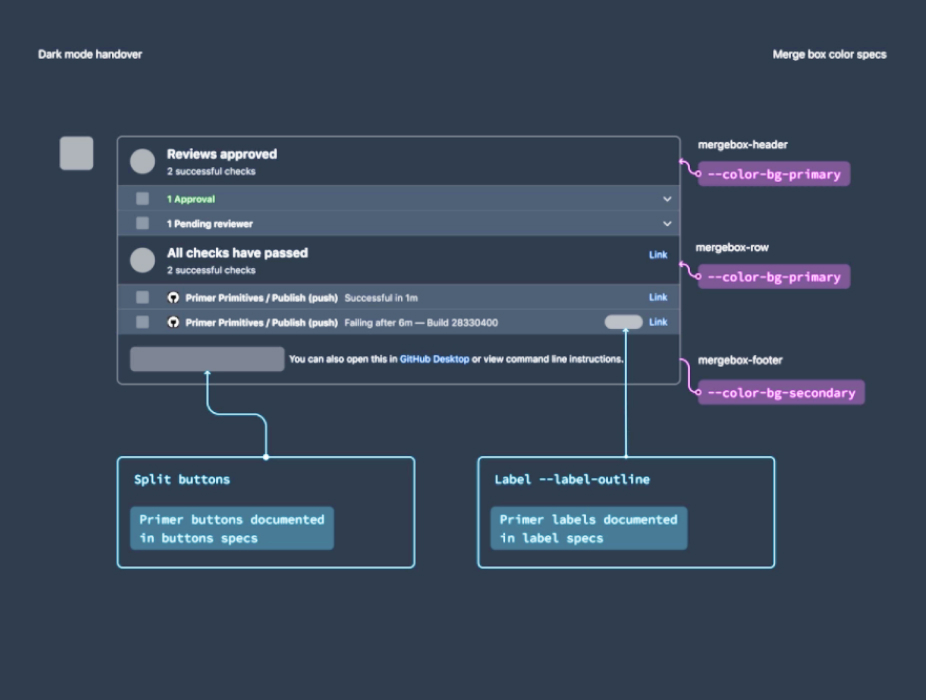 Dark mode handover
Merge box color specs
Reviews approved
2 successful checks
1 Approval
1 Pending reviewer
All checks have passed
2 successful checks
Link
Primer Primitives / Publish (push) Successful in 1m
Link
Primer Primitives / Publish (push) Failing after 6m — Build 28330400
Link
You can also open this in GitHub Desktop or view command line instructions.
mergebox-header
--color-bg-primary
mergebox-row
--color-bg-primary
mergebox-footer
--color-bg-secondary
Split buttons
Primer buttons documented
in buttons specs
Label --label-outline
Primer labels documented
in label specs